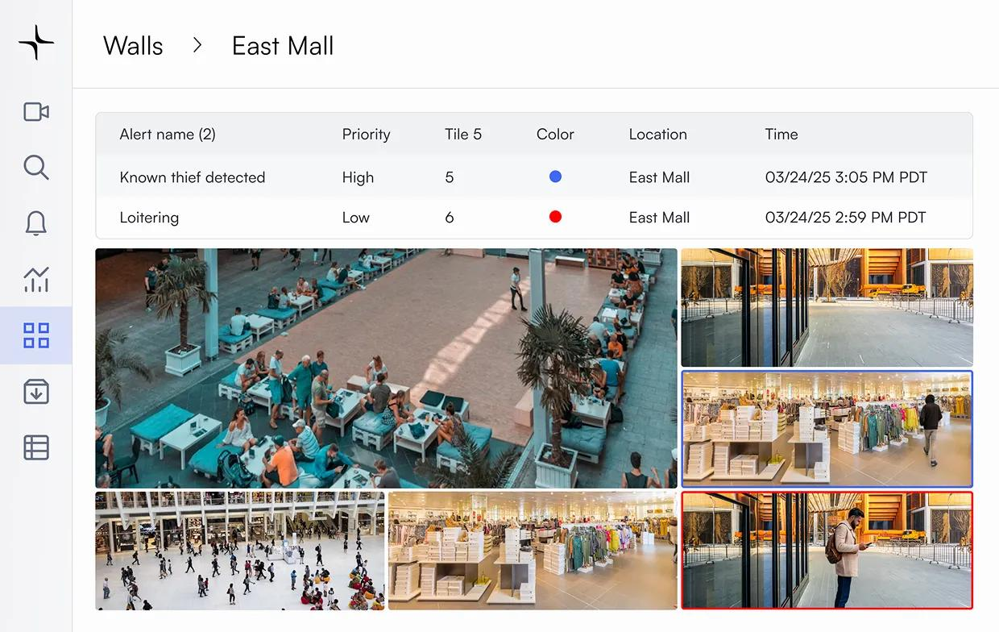 Walls > East Mall
Alert name (2) Priority Tile 5 Color Location Time
Known thief detected High 5 East Mall 03/24/25 3:05 PM PDT
Loitering Low 6 East Mall 03/24/25 2:59 PM PDT